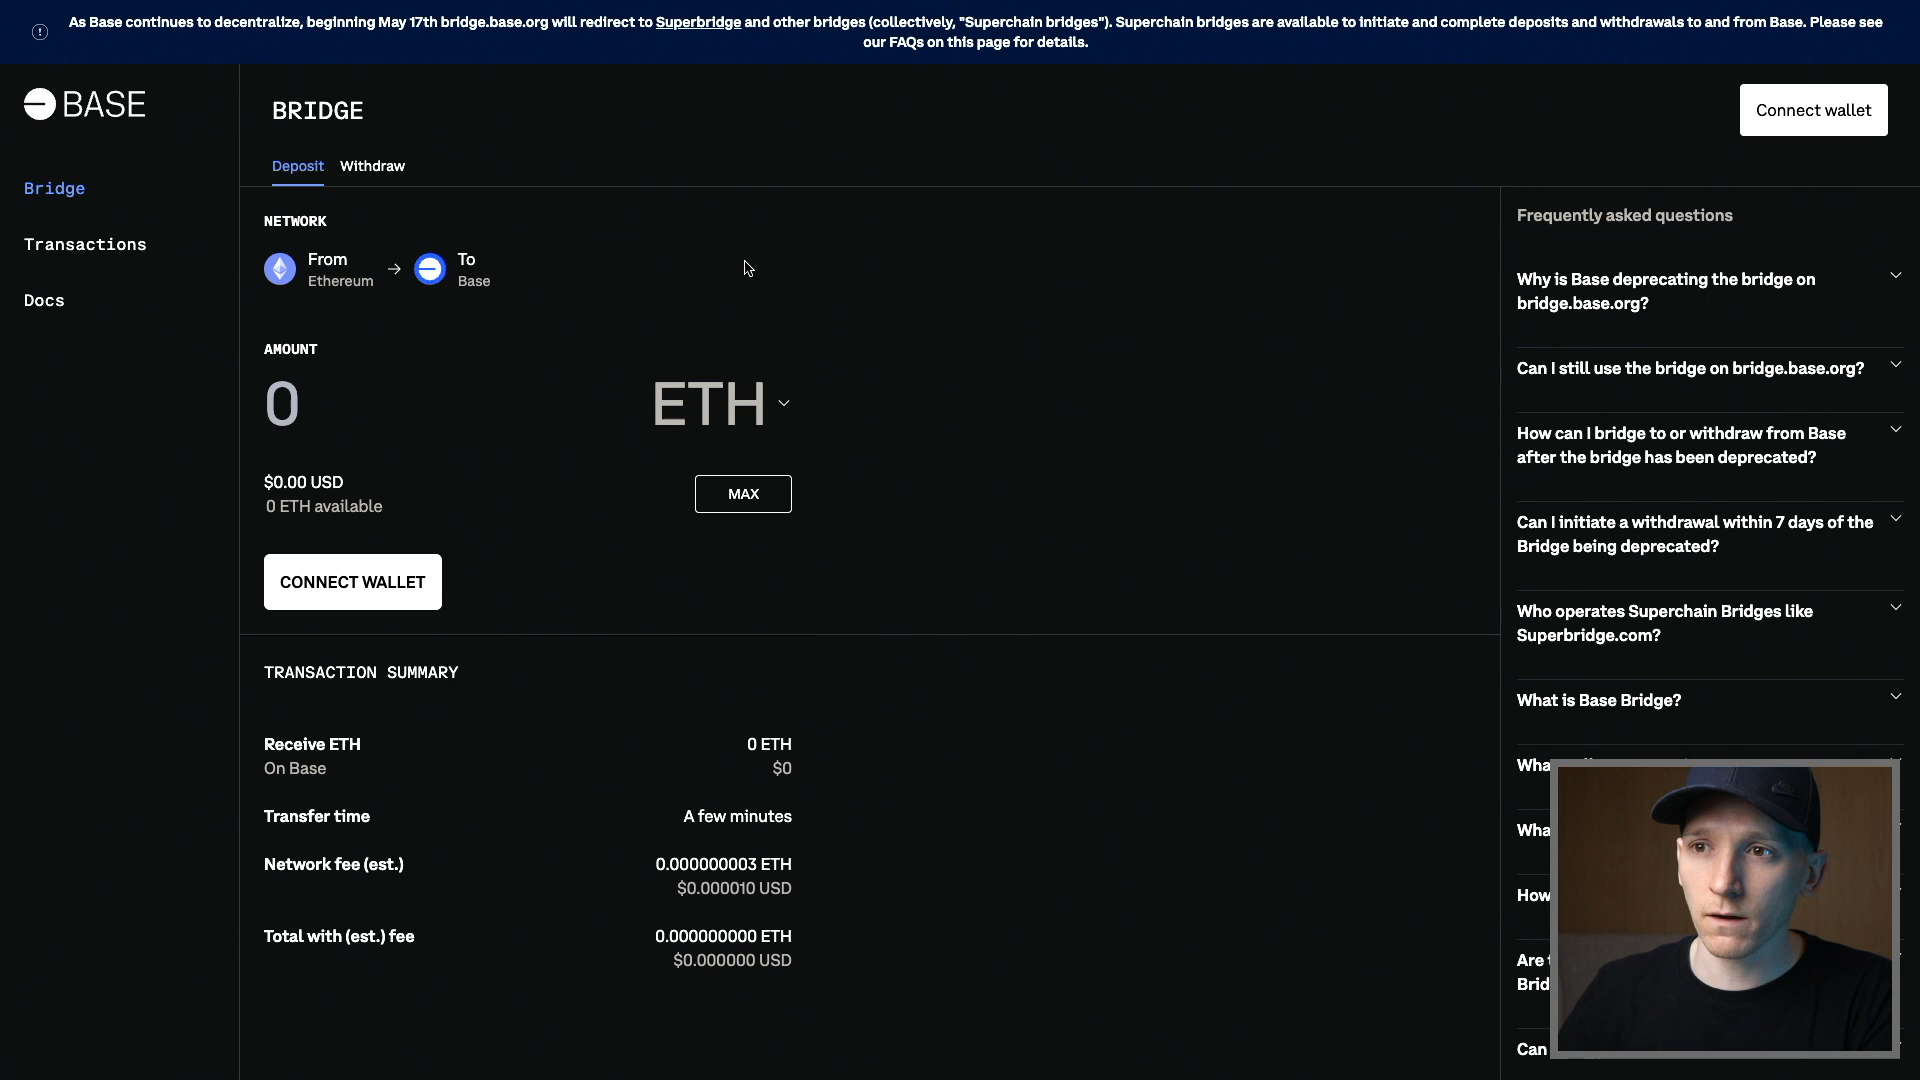 As Base continues to decentralize, beginning May 17th bridge.base.org will redirect to Superbridge and other bridges (collectively, "Superchain bridges"). Superchain bridges are available to initiate and complete deposits and withdrawals to and from Base. Please see
our FAQs on this page for details.
BASE
BRIDGE
Connect wallet
Deposit Withdraw
Bridge
Transactions
Docs
NETWORK
From
Ethereum
To
Base
AMOUNT
0 ETH
$0.00 USD
0 ETH available
MAX
CONNECT WALLET
TRANSACTION SUMMARY
Receive ETH 0 ETH
On Base $0
Transfer time A few minutes
Network fee (est.) 0.000000003 ETH
$0.000010 USD
Total with (est.) fee 0.000000000 ETH
$0.000000 USD
Frequently asked questions
Why is Base deprecating the bridge on
bridge.base.org?
Can I still use the bridge on bridge.base.org?
How can I bridge to or withdraw from Base
after the bridge has been deprecated?
Can I initiate a withdrawal within 7 days of the
Bridge being deprecated?
Who operates Superchain Bridges like
Superbridge.com?
What is Base Bridge?
How
Are
Can